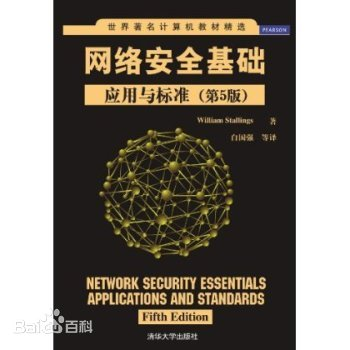 世界著名计算机教材精选
PEARSON
网络安全基础
应用与标准（第5版）
William Stallings 著
白国强 等译
NETWORK SECURITY ESSENTIALS
APPLICATIONS AND STANDARDS
Fifth Edition
Baidu百科
清华大学出版社